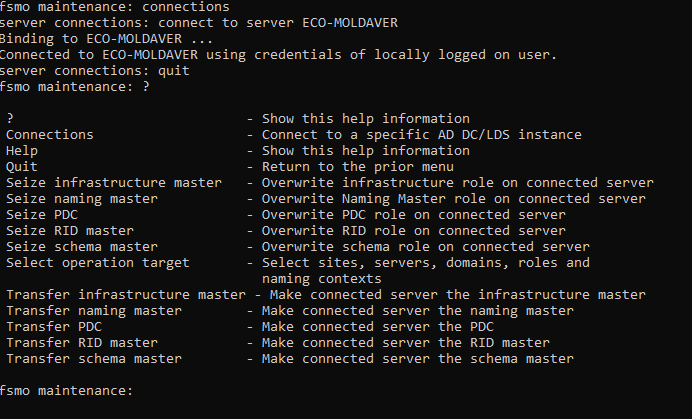 fsmo maintenance: connections
server connections: connect to server ECO-MOLDAVER
Binding to ECO-MOLDAVER ...
Connected to ECO-MOLDAVER using credentials of locally logged on user.
server connections: quit
fsmo maintenance: ?
? - Show this help information
Connections - Connect to a specific AD DC/LDS instance
Help - Show this help information
Quit - Return to the prior menu
Seize infrastructure master - Overwrite infrastructure role on connected server
Seize naming master - Overwrite Naming Master role on connected server
Seize PDC - Overwrite PDC role on connected server
Seize RID master - Overwrite RID role on connected server
Seize schema master - Overwrite schema role on connected server
Select operation target - Select sites, servers, domains, roles and
naming contexts
Transfer infrastructure master - Make connected server the infrastructure master
Transfer naming master - Make connected server the naming master
Transfer PDC - Make connected server the PDC
Transfer RID master - Make connected server the RID master
Transfer schema master - Make connected server the schema master
fsmo maintenance: